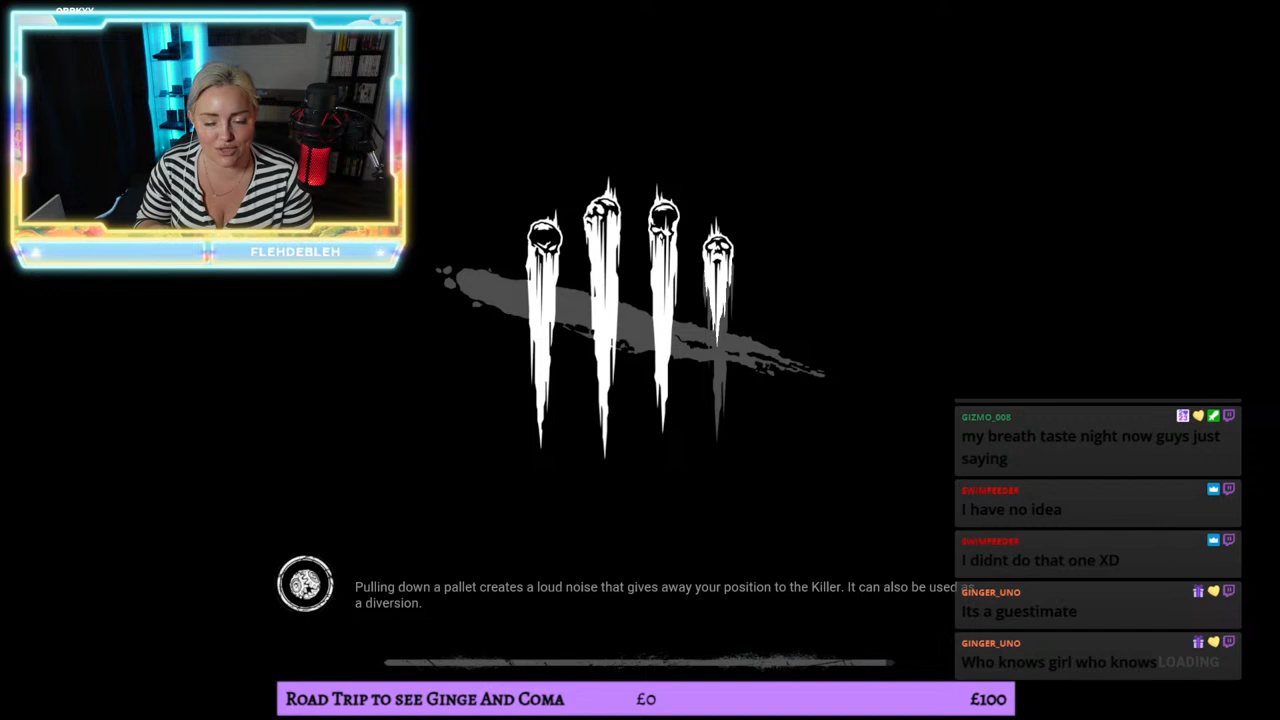 FLEHDEBLEH
GIZMO_008
my breath taste night now guys just
saying
SWIMFEEDER
I have no idea
SWIMFEEDER
I didnt do that one XD
Pulling down a pallet creates a loud noise that gives away your position to the Killer. It can also be used as
a diversion.
GINGER_UNO
Its a guestimate
GINGER_UNO
Who knows girl who knows
LOADING
ROAD TRIP TO SEE GINGE AND COMA £0 £100